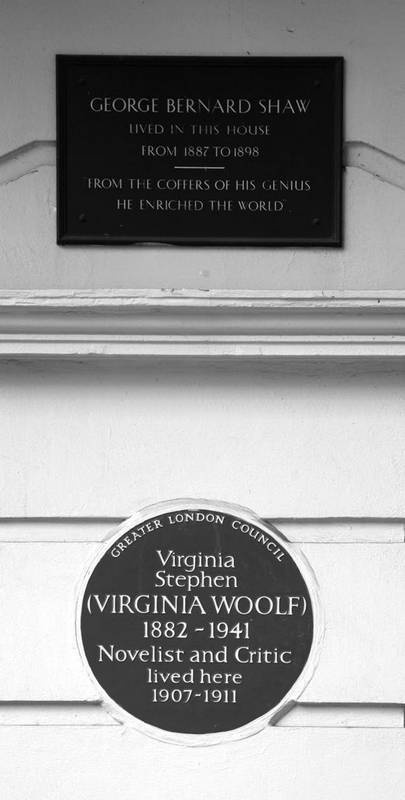 GEORGE BERNARD SHAW
LIVED IN THIS HOUSE
FROM 1887 TO 1898
"FROM THE COFFERS OF HIS GENIUS
HE ENRICHED THE WORLD"
GREATER LONDON COUNCIL
Virginia
Stephen
(VIRGINIA WOOLF)
1882 - 1941
Novelist and Critic
lived here
1907-1911